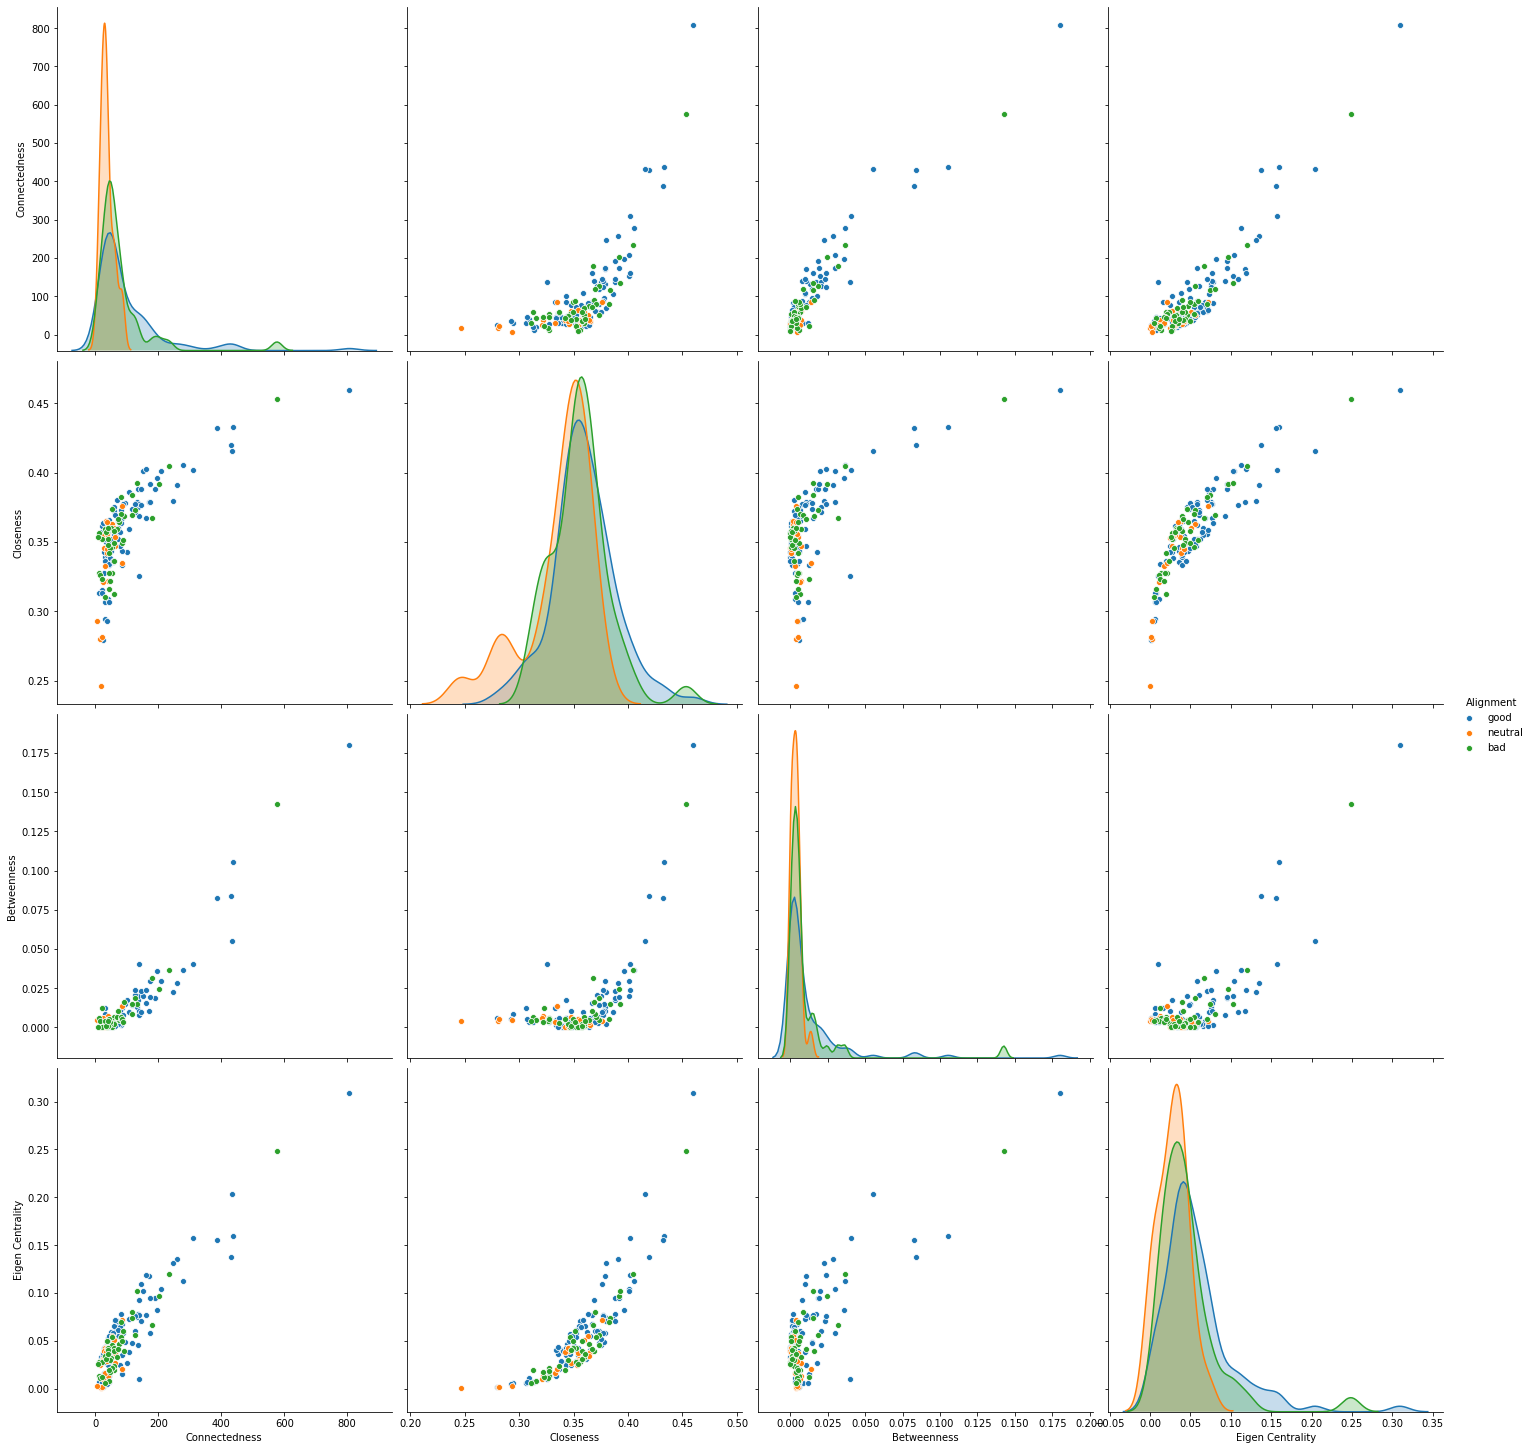 800
700
600
500
400
300
200
100
0
Connectedness
0.45
0.40
0.35
0.30
0.25
Closeness
Alignment
good
neutral
bad
0.175
0.150
0.125
0.100
0.075
0.050
0.025
0.000
Betweenness
0.30
0.25
0.20
0.15
0.10
0.05
0.00
Eigen Centrality
0 200 400 600 800
0.20 0.25 0.30 0.35 0.40 0.45 0.50
0.000 0.025 0.050 0.075 0.100 0.125 0.150 0.175
0.00 0.05 0.10 0.15 0.20 0.25 0.30 0.35
Connectedness Closeness Betweenness Eigen Centrality